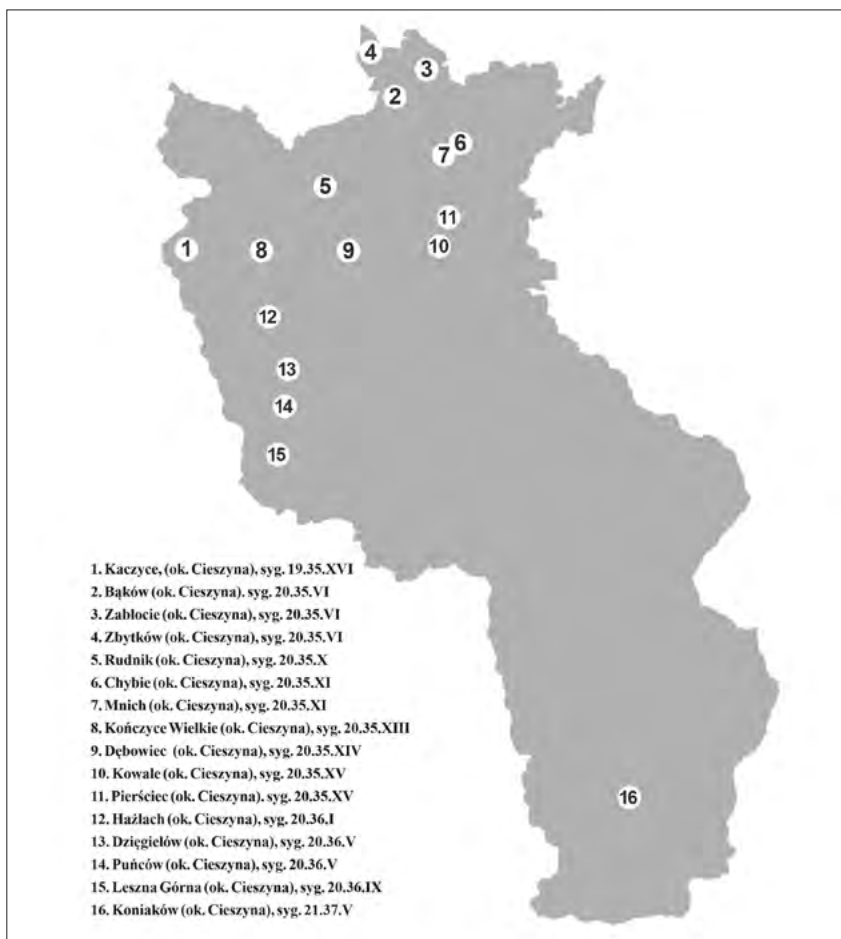 4
3
2
6
7
5
11
1
8
9
10
12
13
14
15
16
1. Kaczyce, (ok. Cieszyna), syg. 19.35.XVI
2. Bąków (ok. Cieszyna). syg. 20.35.VI
3. Zabłocie (ok. Cieszyna), syg. 20.35.VI
4. Zbytków (ok. Cieszyna), syg. 20.35.VI
5. Rudnik (ok. Cieszyna), syg. 20.35.X
6. Chybie (ok. Cieszyna), syg. 20.35.XI
7. Mnich (ok. Cieszyna), syg. 20.35.XI
8. Kończyce Wielkie (ok. Cieszyna), syg. 20.35.XIII
9. Dębowiec (ok. Cieszyna), syg. 20.35.XIV
10. Kowale (ok. Cieszyna), syg. 20.35.XV
11. Pierściec (ok. Cieszyna). syg. 20.35.XV
12. Hażlach (ok. Cieszyna), syg. 20.36.I
13. Dzięgielów (ok. Cieszyna), syg. 20.36.V
14. Puńców (ok. Cieszyna), syg. 20.36.V
15. Leszna Górna (ok. Cieszyna), syg. 20.36.IX
16. Koniaków (ok. Cieszyna), syg. 21.37.V